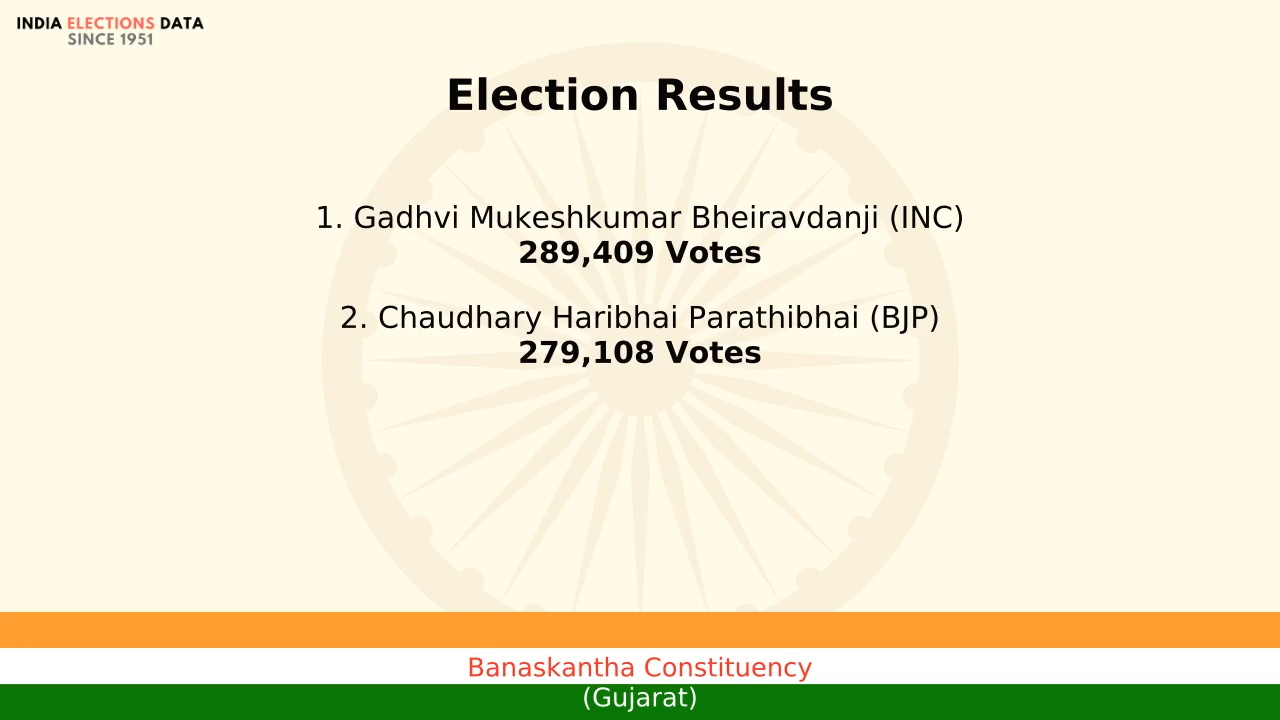 INDIA ELECTIONS DATA
SINCE 1951
Election Results
1. Gadhvi Mukeshkumar Bheiravdanji (INC)
289,409 Votes
2. Chaudhary Haribhai Parathibhai (BJP)
279,108 Votes
Banaskantha Constituency
(Gujarat)